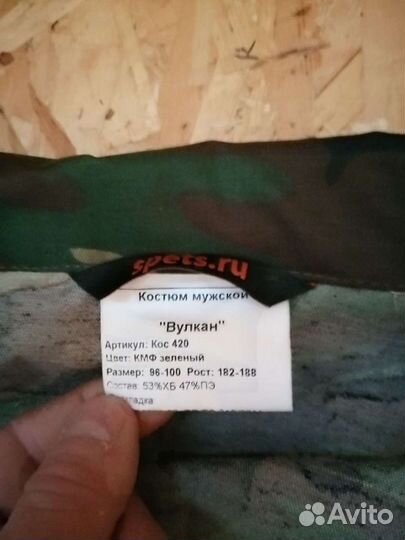 spets.ru
Костюм мужской
"Вулкан"
Артикул: Кос 420
Цвет: КМФ зеленый
Размер: 96-100 Рост: 182-188
Состав: 53%ХБ 47%ПЭ
Avito